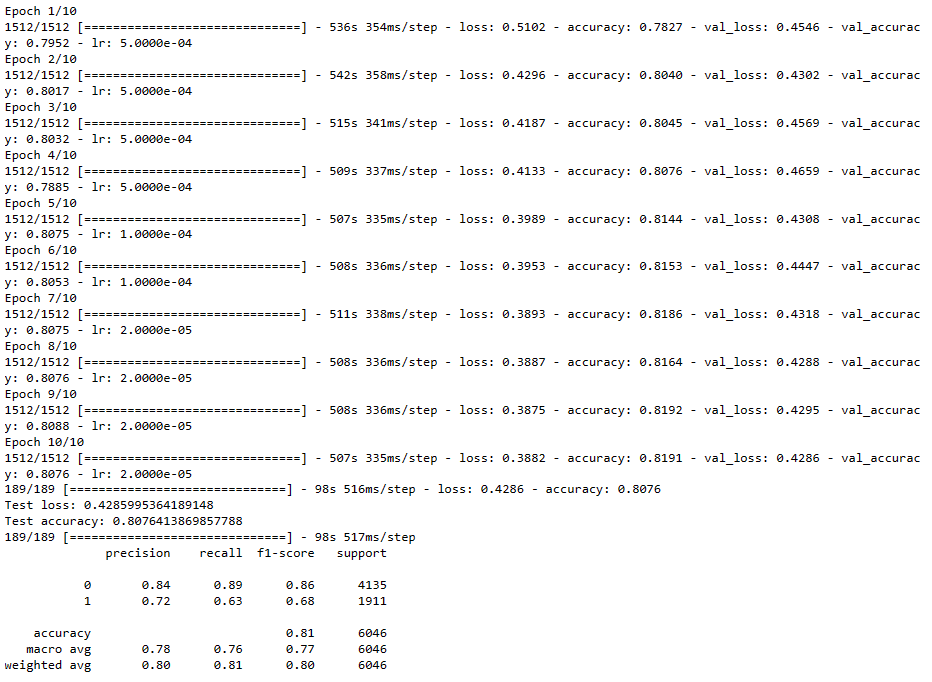 Epoch 1/10
1512/1512 [==============================] - 536s 354ms/step - loss: 0.5102 - accuracy: 0.7827 - val_loss: 0.4546 - val_accurac
y: 0.7952 - lr: 5.0000e-04
Epoch 2/10
1512/1512 [==============================] - 542s 358ms/step - loss: 0.4296 - accuracy: 0.8040 - val_loss: 0.4302 - val_accurac
y: 0.8017 - lr: 5.0000e-04
Epoch 3/10
1512/1512 [==============================] - 515s 341ms/step - loss: 0.4187 - accuracy: 0.8045 - val_loss: 0.4569 - val_accurac
y: 0.8032 - lr: 5.0000e-04
Epoch 4/10
1512/1512 [==============================] - 509s 337ms/step - loss: 0.4133 - accuracy: 0.8076 - val_loss: 0.4659 - val_accurac
y: 0.7885 - lr: 5.0000e-04
Epoch 5/10
1512/1512 [==============================] - 507s 335ms/step - loss: 0.3989 - accuracy: 0.8144 - val_loss: 0.4308 - val_accurac
y: 0.8075 - lr: 1.0000e-04
Epoch 6/10
1512/1512 [==============================] - 508s 336ms/step - loss: 0.3953 - accuracy: 0.8153 - val_loss: 0.4447 - val_accurac
y: 0.8053 - lr: 1.0000e-04
Epoch 7/10
1512/1512 [==============================] - 511s 338ms/step - loss: 0.3893 - accuracy: 0.8186 - val_loss: 0.4318 - val_accurac
y: 0.8075 - lr: 2.0000e-05
Epoch 8/10
1512/1512 [==============================] - 508s 336ms/step - loss: 0.3887 - accuracy: 0.8164 - val_loss: 0.4288 - val_accurac
y: 0.8076 - lr: 2.0000e-05
Epoch 9/10
1512/1512 [==============================] - 508s 336ms/step - loss: 0.3875 - accuracy: 0.8192 - val_loss: 0.4295 - val_accurac
y: 0.8088 - lr: 2.0000e-05
Epoch 10/10
1512/1512 [==============================] - 507s 335ms/step - loss: 0.3882 - accuracy: 0.8191 - val_loss: 0.4286 - val_accurac
y: 0.8076 - lr: 2.0000e-05
189/189 [==============================] - 98s 516ms/step - loss: 0.4286 - accuracy: 0.8076
Test loss: 0.4285995364189148
Test accuracy: 0.8076413869857788
189/189 [==============================] - 98s 517ms/step
              precision    recall  f1-score   support

           0       0.84      0.89      0.86      4135
           1       0.72      0.63      0.68      1911

    accuracy                           0.81      6046
   macro avg       0.78      0.76      0.77      6046
weighted avg       0.80      0.81      0.80      6046